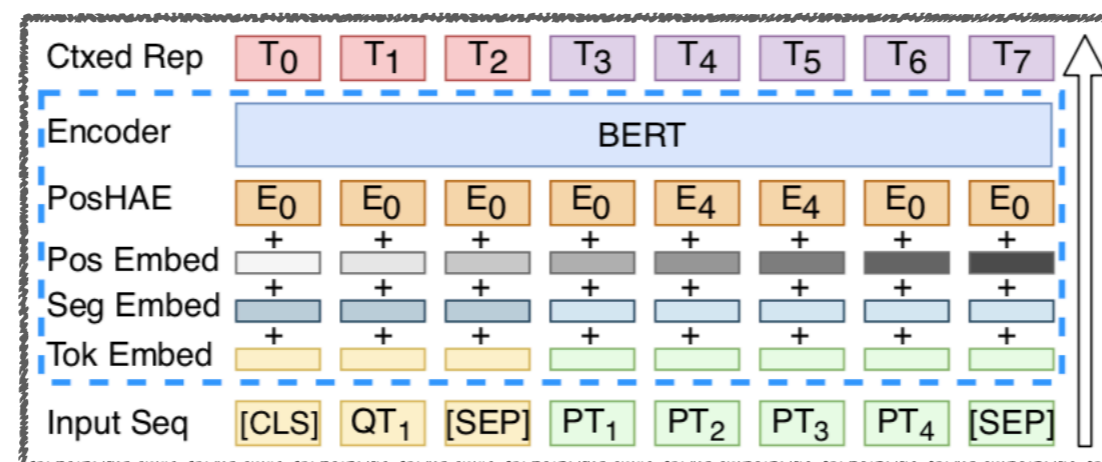 Ctxed Rep T0 T1 T2 T3 T4 T5 T6 T7
Encoder BERT
PosHAE E0 E0 E0 E0 E4 E4 E0 E0
+ + + + + + + +
Pos Embed
+ + + + + + + +
Seg Embed
+ + + + + + + +
Tok Embed
Input Seq [CLS] QT1 [SEP] PT1 PT2 PT3 PT4 [SEP]